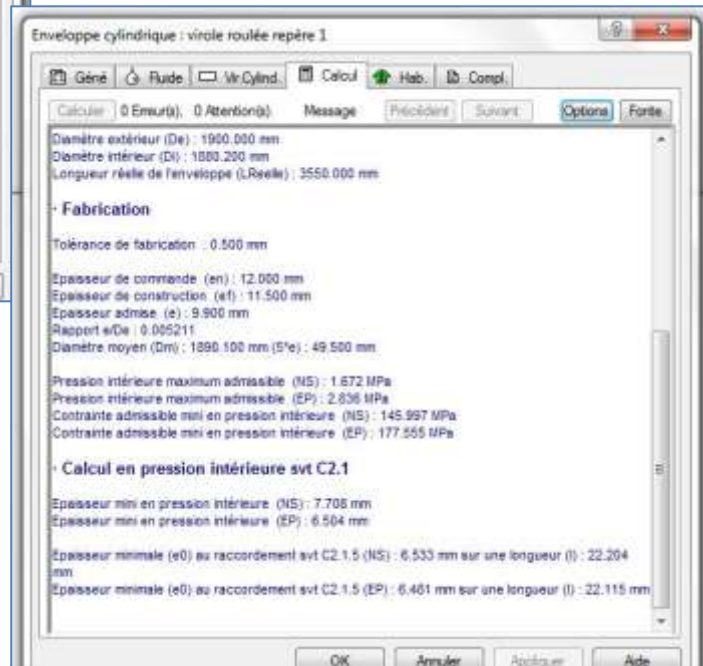 Enveloppe cylindrique : virole roulée repère 1
Géné Fluide Vir.Cylind. Calcul Hab. Compl.
Calculer 0 Erreur(s), 0 Attention(s) Message Précédent Suivant Options Fonte
Diamètre extérieur (De) : 1900.000 mm
Diamètre intérieur (Di) : 1880.200 mm
Longueur réelle de l'enveloppe (LReelle) : 3550.000 mm
- Fabrication
Tolérance de fabrication : 0.500 mm
Epaisseur de commande (en) : 12.000 mm
Epaisseur de construction (ef) : 11.500 mm
Epaisseur admise (e) : 9.900 mm
Rapport e/De : 0.005211
Diamètre moyen (Dm) : 1890.100 mm (5*e) : 49.500 mm
Pression intérieure maximum admissible (NS) : 1.672 MPa
Pression intérieure maximum admissible (EP) : 2.836 MPa
Contrainte admissible mini en pression intérieure (NS) : 145.997 MPa
Contrainte admissible mini en pression intérieure (EP) : 177.555 MPa
- Calcul en pression intérieure svt C2.1
Epaisseur mini en pression intérieure (NS) : 7.708 mm
Epaisseur mini en pression intérieure (EP) : 6.504 mm
Epaisseur minimale (e0) au raccordement svt C2.1.5 (NS) : 6.533 mm sur une longueur (l) : 22.204
mm
Epaisseur minimale (e0) au raccordement svt C2.1.5 (EP) : 6.481 mm sur une longueur (l) : 22.115 mm
OK Annuler Appliquer Aide